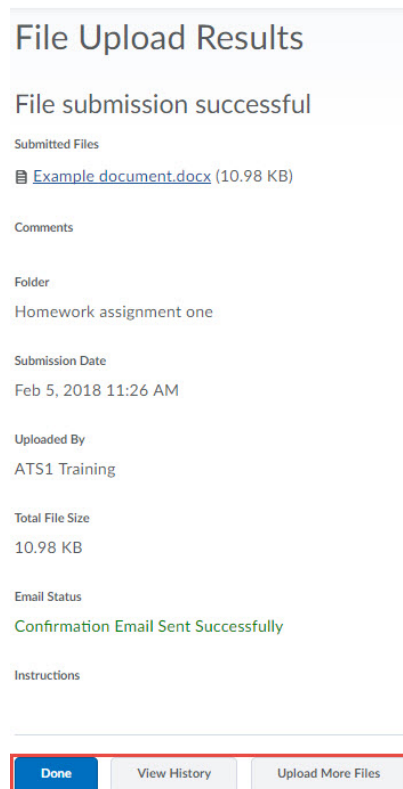 File Upload Results
File submission successful
Submitted Files
Example document.docx (10.98 KB)
Comments
Folder
Homework assignment one
Submission Date
Feb 5, 2018 11:26 AM
Uploaded By
ATS1 Training
Total File Size
10.98 KB
Email Status
Confirmation Email Sent Successfully
Instructions
Done View History Upload More Files